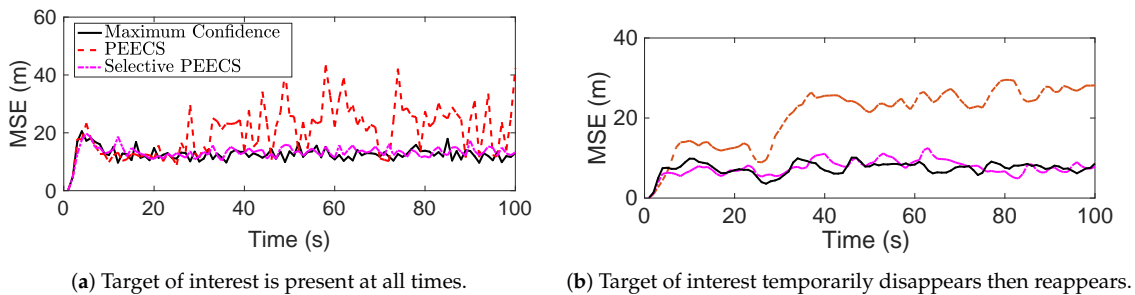 60
40
20
0
MSE (m)
Maximum Confidence
PEECS
Selective PEECS
0 20 40 60 80 100
Time (s)
(a) Target of interest is present at all times.
40
20
0
MSE (m)
0 20 40 60 80 100
Time (s)
(b) Target of interest temporarily disappears then reappears.